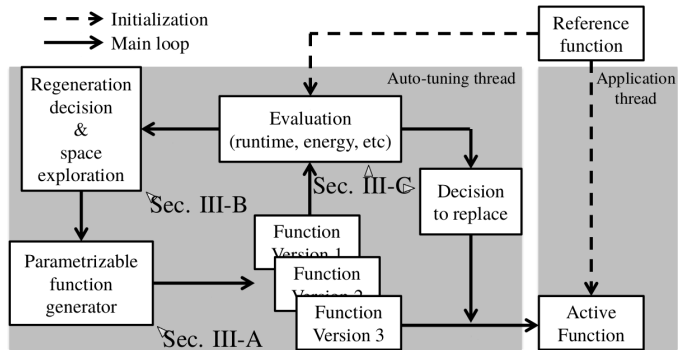 Initialization
Main loop
Reference
function
Auto-tuning thread
Application
thread
Regeneration
decision
&
space
exploration
Evaluation
(runtime, energy, etc)
Sec. III-C
Decision
to replace
Sec. III-B
Function
Version 1
Parametrizable
function
generator
Function
Version 2
Function
Version 3
Active
Function
Sec. III-A